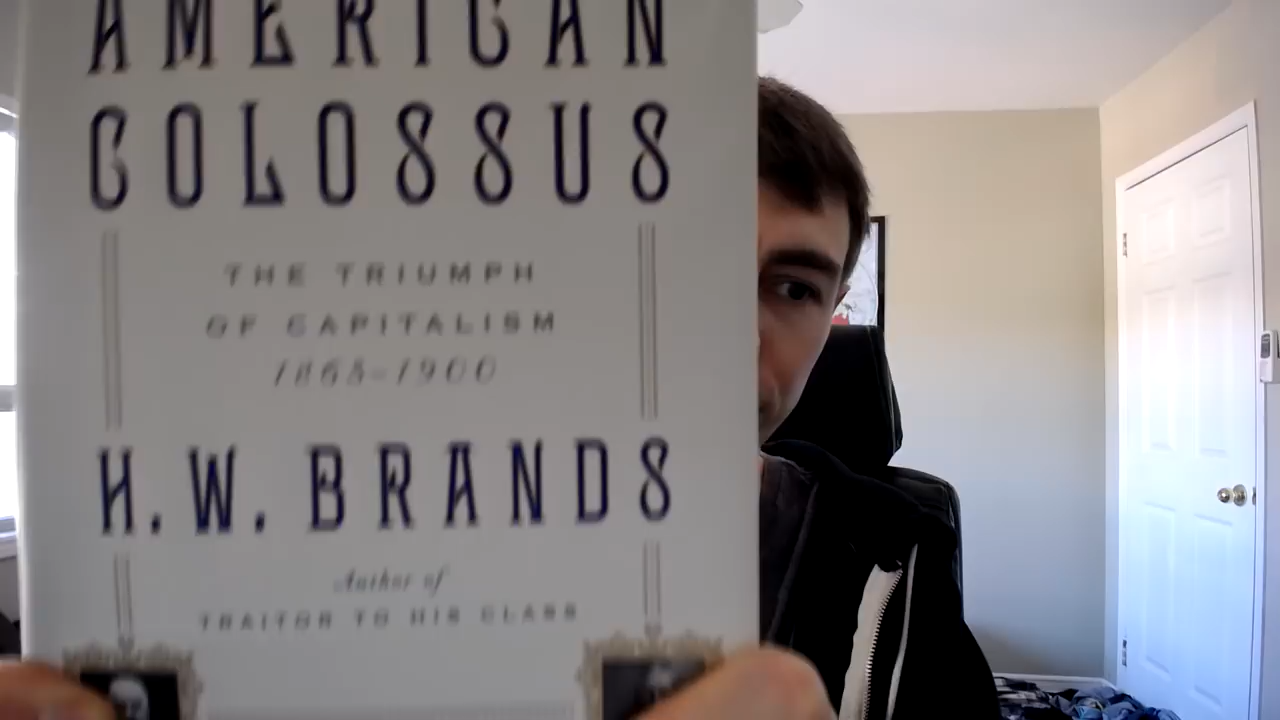 AMERICAN
COLOSSUS
THE TRIUMPH
OF CAPITALISM
1865–1900
H.W. BRANDS
Author of
TRAITOR TO HIS CLASS